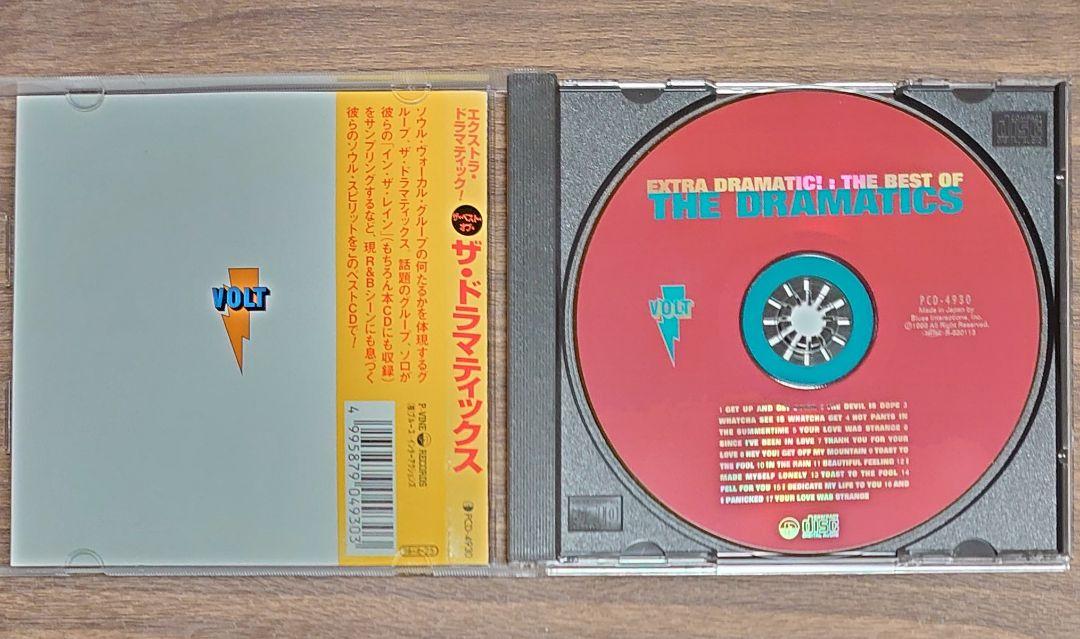 VOLT
エクストラ・
ドラマティック!
ザ・ドラマティックス
ソウル・ヴォーカル・グループの何たるかを体現するグ
ループ、ザ・ドラマティックス、話題のグループ、ソロが
彼らの「イン・ザ・レイン」(もちろん本CDにも収録)
をサンプリングするなど、現R&Bシーンにも息づく
彼らのソウル・スピリットをこのベストCDで!
P-VINE RECORDS
4 995879 049303
PCD-4930
EXTRA DRAMATIC! : THE BEST OF
THE DRAMATICS
VOLT
PCD-4930
Made in Japan by
Blues Interactions, Inc.
All Right Reserved.
1 GET UP AND GET THE DEVIL IS DOPE 3
WHATCHA SEE IS WHATCHA GET 4 HOT PANTS IN
THE SUMMERTIME 5 YOUR LOVE WAS STRANGE 6
SINCE I'VE BEEN IN LOVE 7 THANK YOU FOR YOUR
LOVE 8 HEY YOU! GET OFF MY MOUNTAIN 9 TOAST TO
THE FOOL 10 IN THE RAIN 11 BEAUTIFUL FEELING 12 I
MADE MYSELF LONELY 13 TOAST TO THE FOOL 14
FELL FOR YOU 15 I DEDICATE MY LIFE TO YOU 16 AND
I PANICKED 17 YOUR LOVE WAS STRANGE
COMPACT
disc
DIGITAL AUDIO
COMPACT
disc